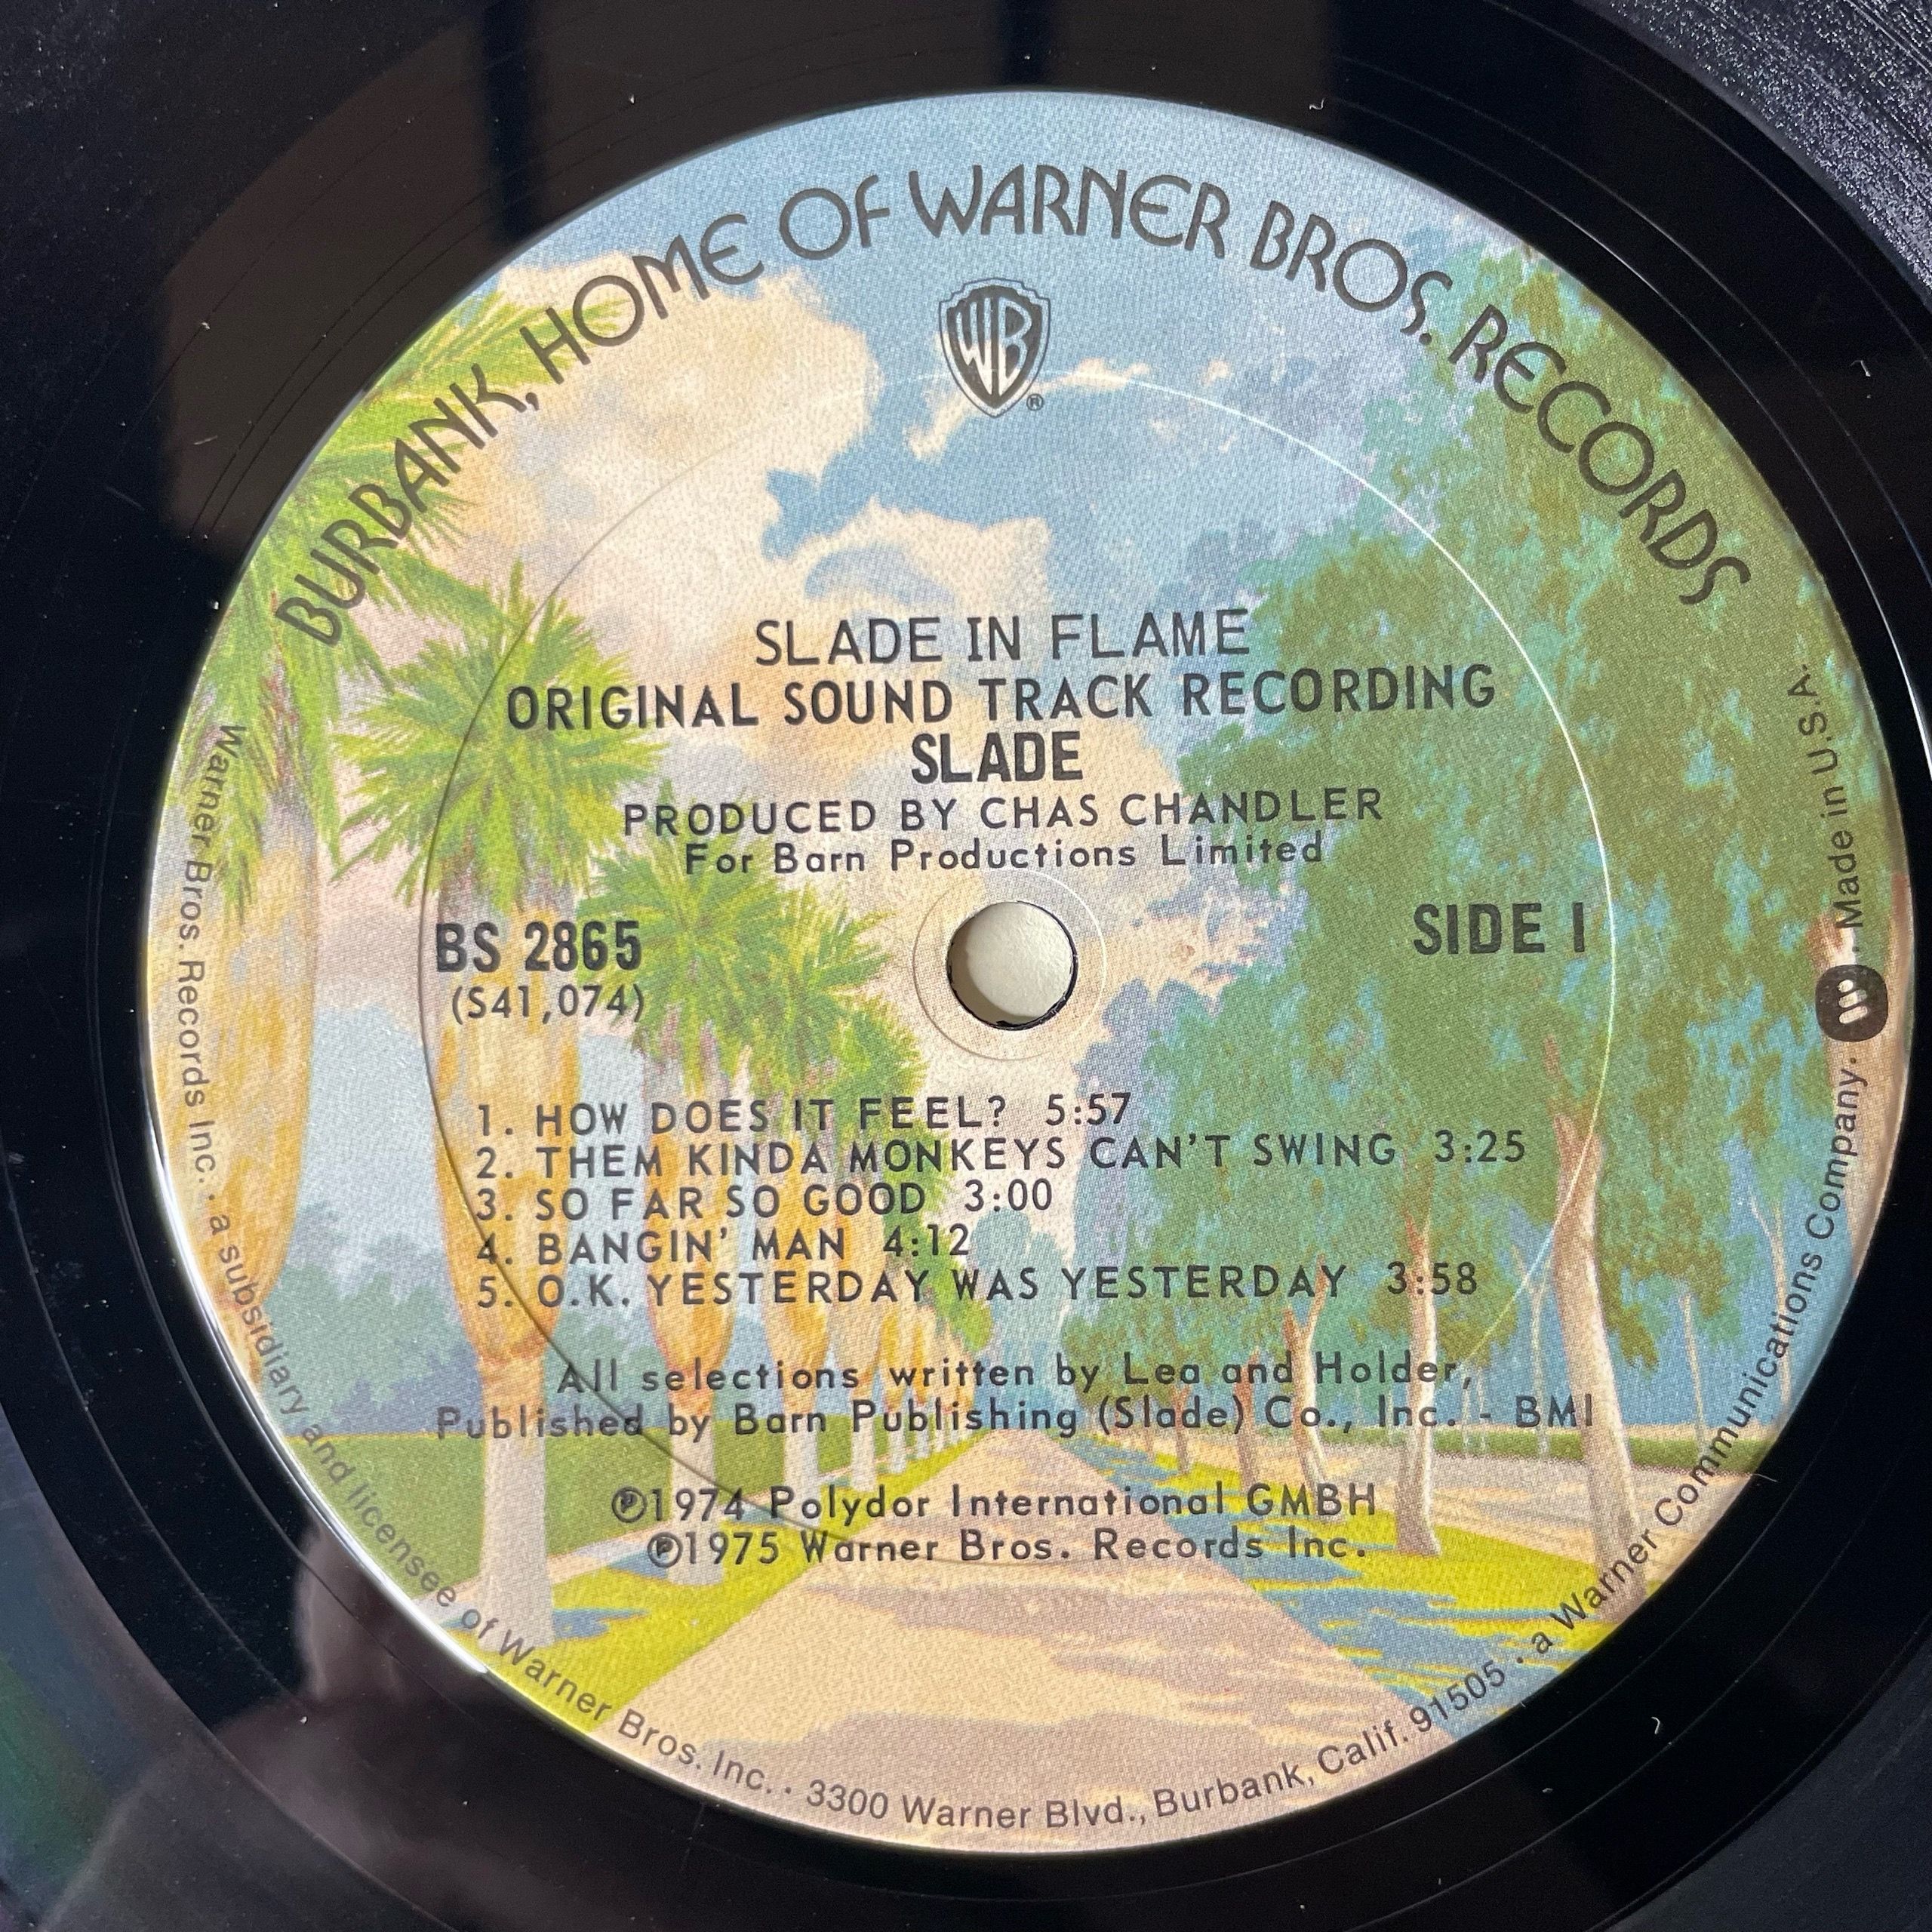 BURBANK, HOME OF WARNER BROS. RECORDS
WB
®
SLADE IN FLAME
ORIGINAL SOUND TRACK RECORDING
SLADE
PRODUCED BY CHAS CHANDLER
For Barn Productions Limited
BS 2865
(S41,074)
SIDE 1
1. HOW DOES IT FEEL? 5:57
2. THEM KINDA MONKEYS CAN'T SWING 3:25
3. SO FAR SO GOOD 3:00
4. BANGIN' MAN 4:12
5. O.K. YESTERDAY WAS YESTERDAY 3:58
All selections written by Lea and Holder,
Published by Barn Publishing (Slade) Co., Inc. - BMI
℗1974 Polydor International GMBH
℗1975 Warner Bros. Records Inc.
Warner Bros. Records Inc. · a subsidiary and licensee of Warner Bros. Inc. · 3300 Warner Blvd., Burbank, Calif. 91505 · a Warner Communications Company. · Made in U.S.A.